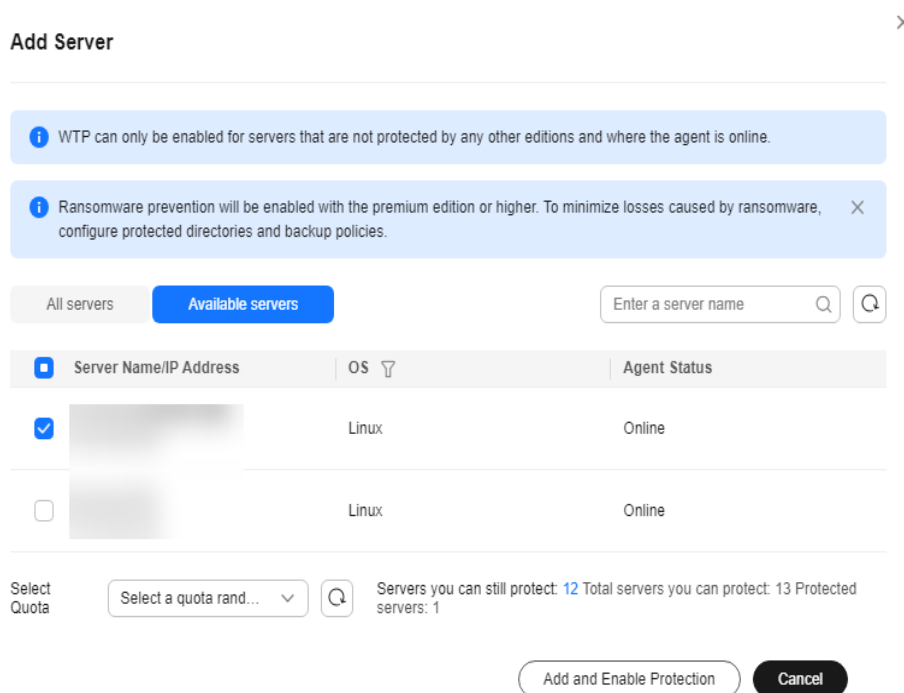 Add Server
WTP can only be enabled for servers that are not protected by any other editions and where the agent is online.
Ransomware prevention will be enabled with the premium edition or higher. To minimize losses caused by ransomware,
configure protected directories and backup policies.
All servers
Available servers
Enter a server name
Server Name/IP Address
OS
Agent Status
Linux
Online
Linux
Online
Select
Quota
Select a quota rand...
Servers you can still protect: 12 Total servers you can protect: 13 Protected
servers: 1
Add and Enable Protection
Cancel